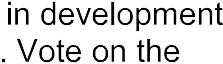 in development
. Vote on the